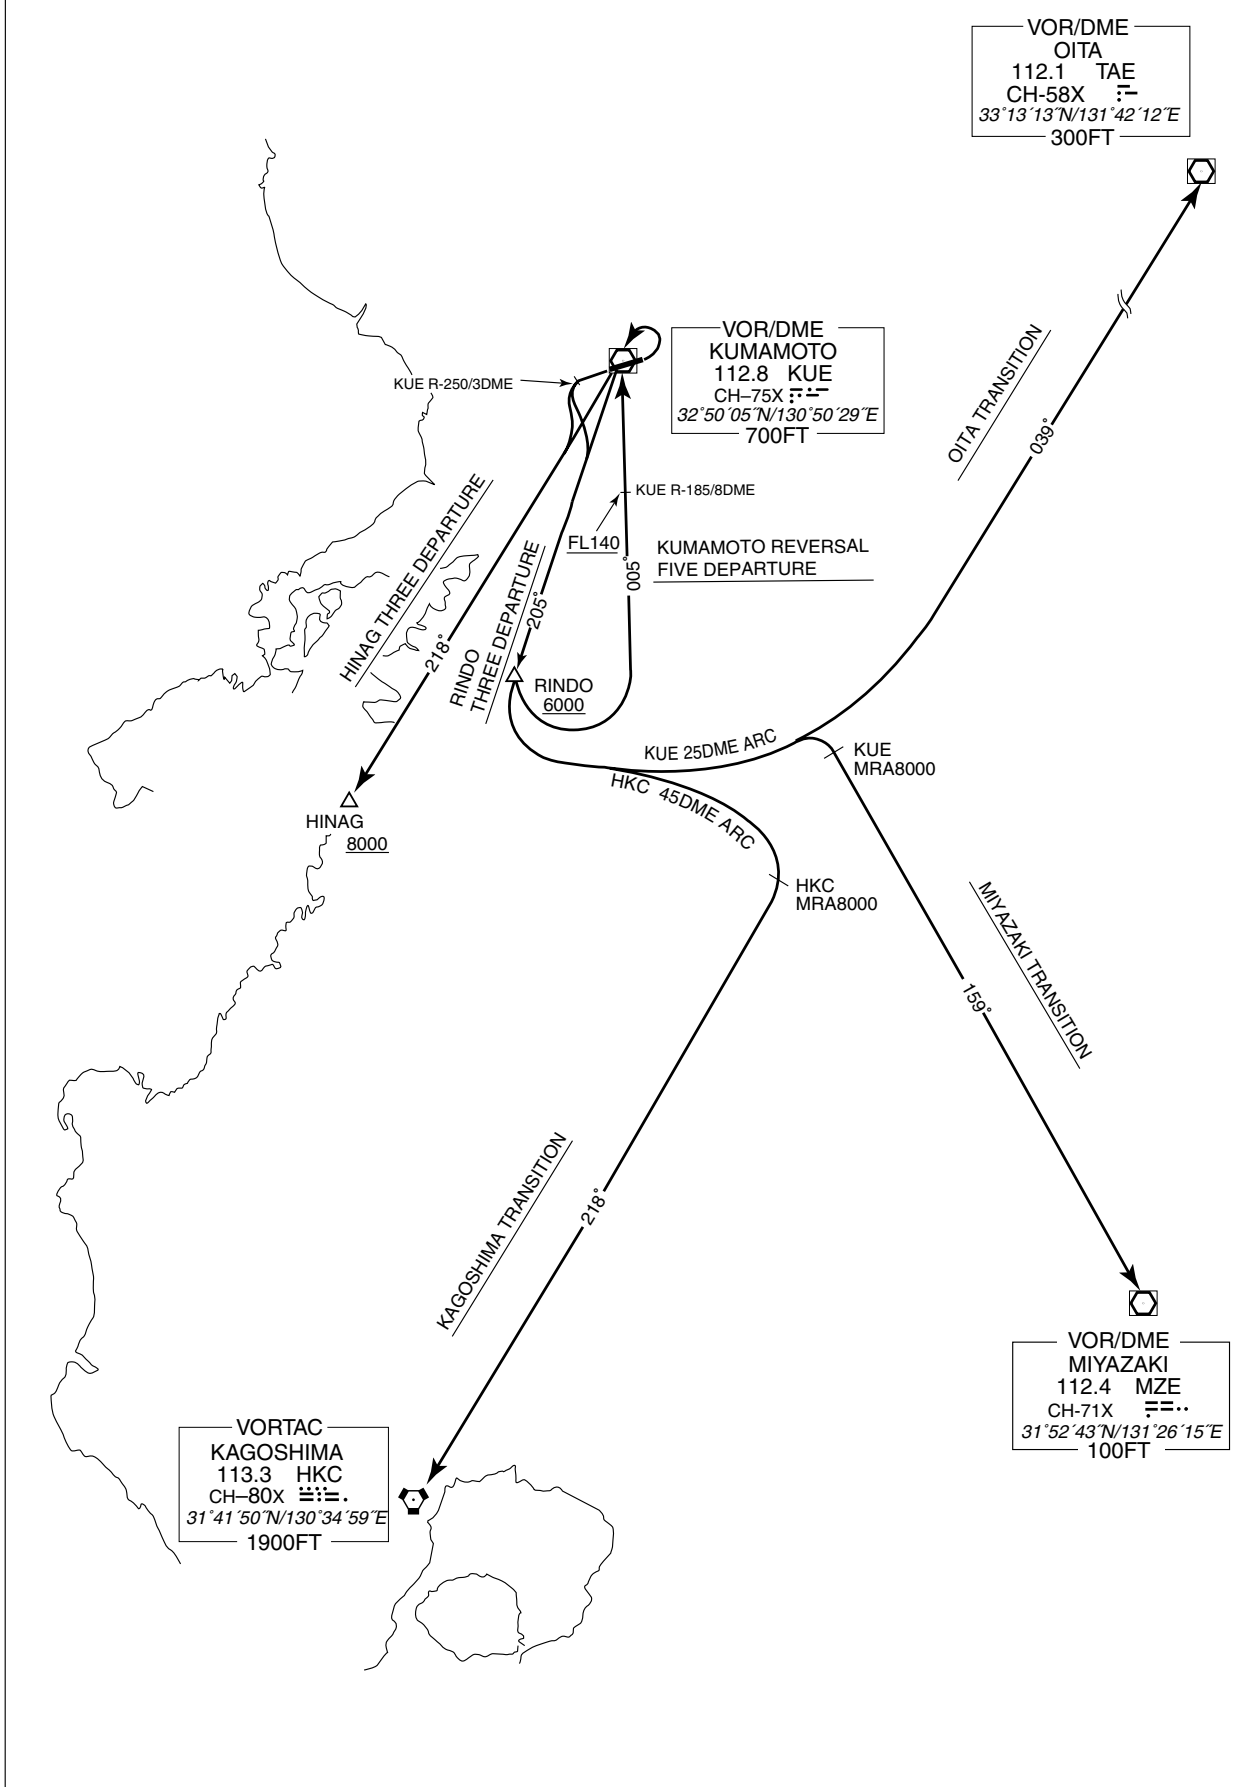 VOR/DME
OITA
112.1 TAE
CH-58X
33°13´13˝N/131°42´12˝E
300FT
VOR/DME
KUMAMOTO
112.8 KUE
CH–75X
32°50´05˝N/130°50´29˝E
700FT
KUE R-250/3DME
OITA TRANSITION
039°
KUE R-185/8DME
FL140
KUMAMOTO REVERSAL
FIVE DEPARTURE
005°
HINAG THREE DEPARTURE
218°
RINDO
THREE DEPARTURE
205°
RINDO
6000
KUE 25DME ARC
KUE
MRA8000
HKC 45DME ARC
HINAG
8000
HKC
MRA8000
MIYAZAKI TRANSITION
159°
KAGOSHIMA TRANSITION
218°
VOR/DME
MIYAZAKI
112.4 MZE
CH-71X
31°52´43˝N/131°26´15˝E
100FT
VORTAC
KAGOSHIMA
113.3 HKC
CH–80X
31°41´50˝N/130°34´59˝E
1900FT